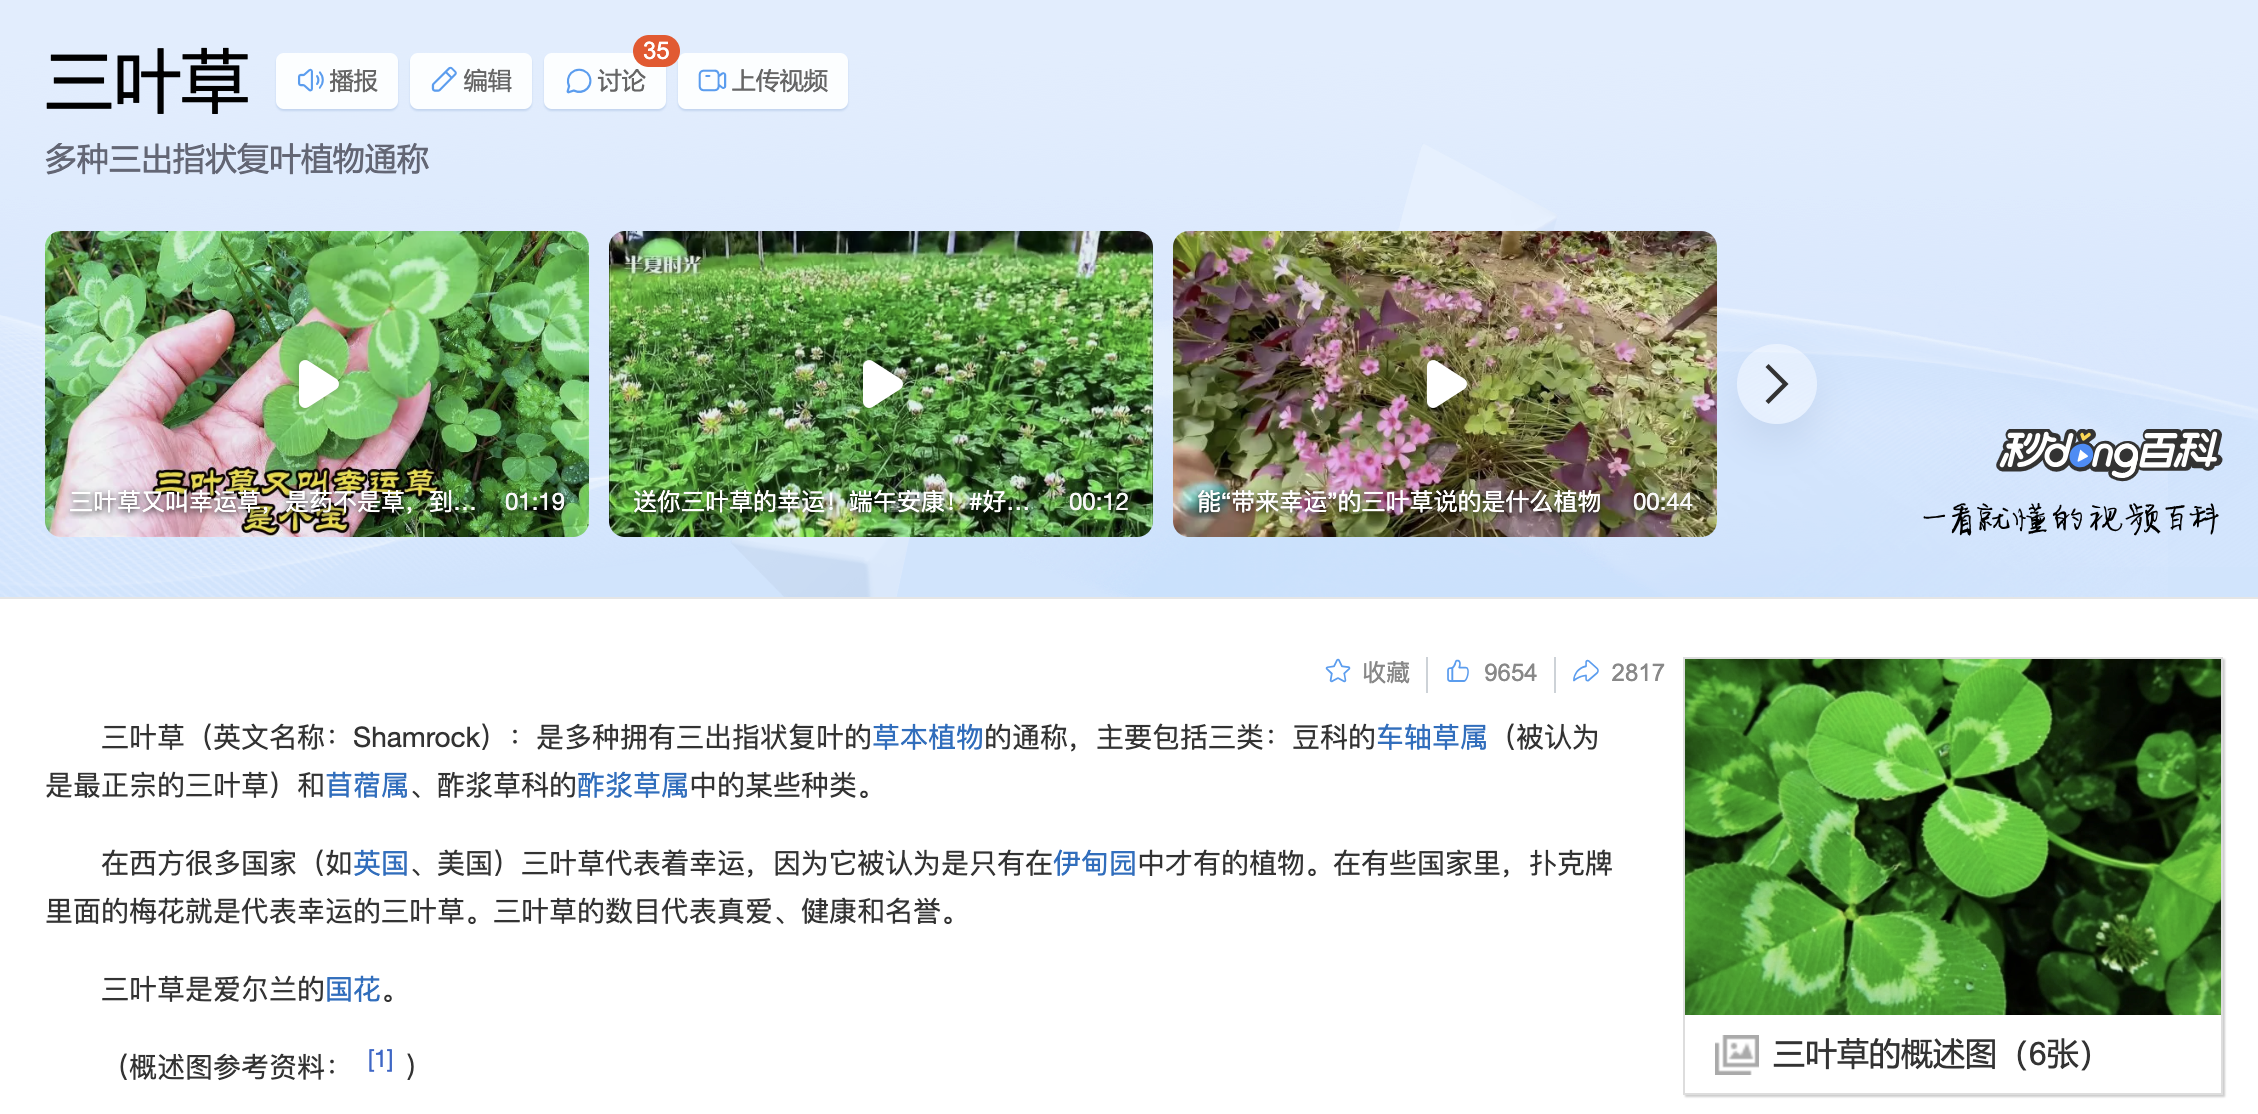 三叶草
播报
编辑
讨论
35
上传视频
多种三出指状复叶植物通称
三叶草又叫幸运草
是不尘
三叶草又叫幸运草，是药不是草，到...
01:19
半夏时光
送你三叶草的幸运！端午安康！#好...
00:12
能“带来幸运”的三叶草说的是什么植物
00:44
秒dong百科
一看就懂的视频百科
收藏
9654
2817
三叶草（英文名称：Shamrock）：是多种拥有三出指状复叶的草本植物的通称，主要包括三类：豆科的车轴草属（被认为
是最正宗的三叶草）和苜蓿属、酢浆草科的酢浆草属中的某些种类。
在西方很多国家（如英国、美国）三叶草代表着幸运，因为它被认为是只有在伊甸园中才有的植物。在有些国家里，扑克牌
里面的梅花就是代表幸运的三叶草。三叶草的数目代表真爱、健康和名誉。
三叶草是爱尔兰的国花。
（概述图参考资料： [1] ）
三叶草的概述图（6张）